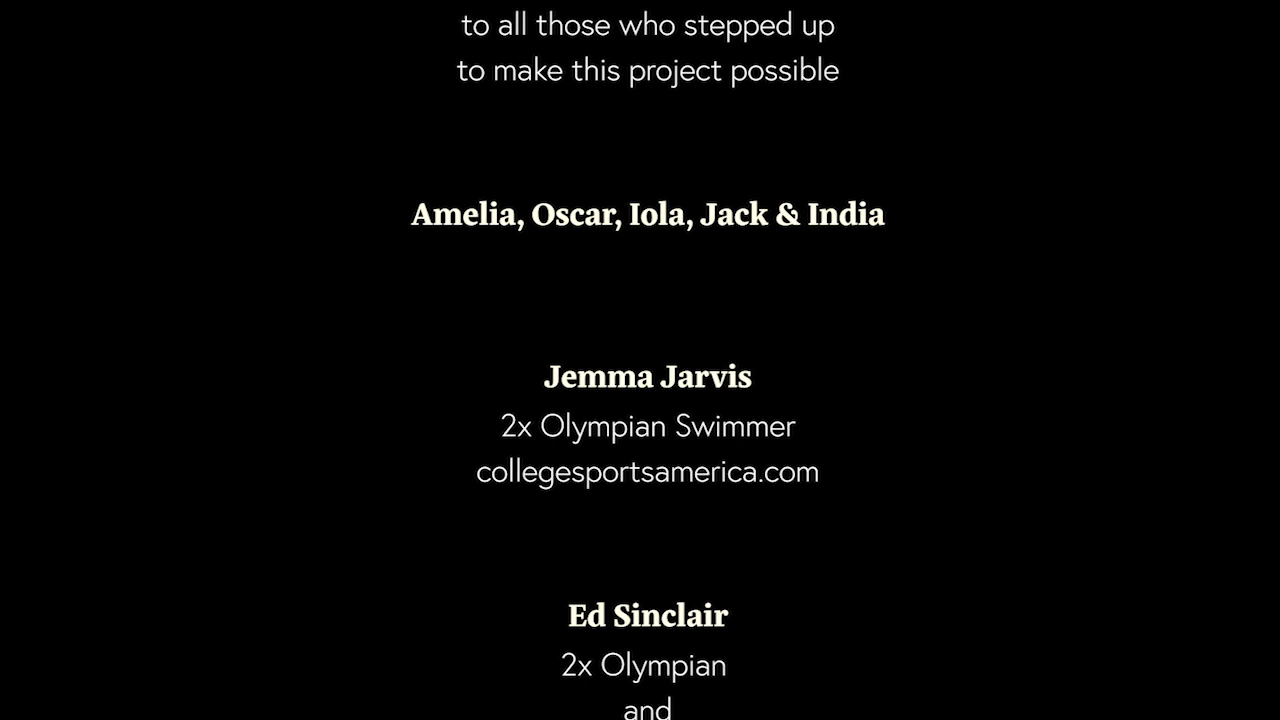 to all those who stepped up
to make this project possible
Amelia, Oscar, Iola, Jack & India
Jemma Jarvis
2x Olympian Swimmer
collegesportsamerica.com
Ed Sinclair
2x Olympian
and